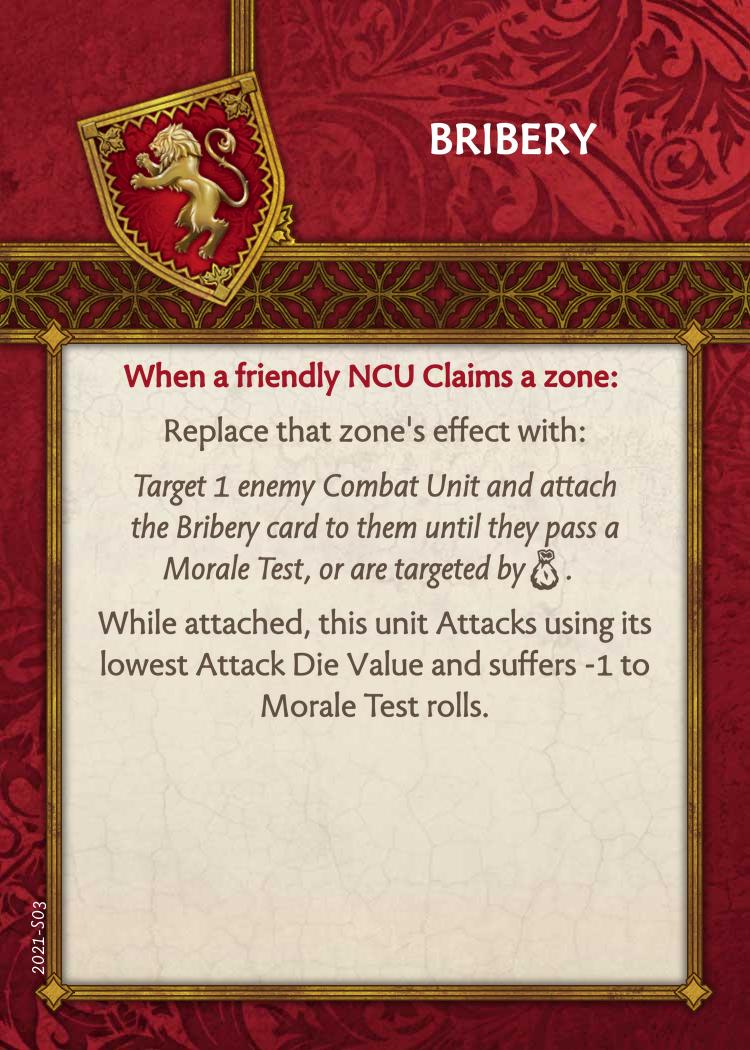 BRIBERY
When a friendly NCU Claims a zone:
Replace that zone's effect with:
Target 1 enemy Combat Unit and attach
the Bribery card to them until they pass a
Morale Test, or are targeted by .
While attached, this unit Attacks using its
lowest Attack Die Value and suffers -1 to
Morale Test rolls.
2021-S03